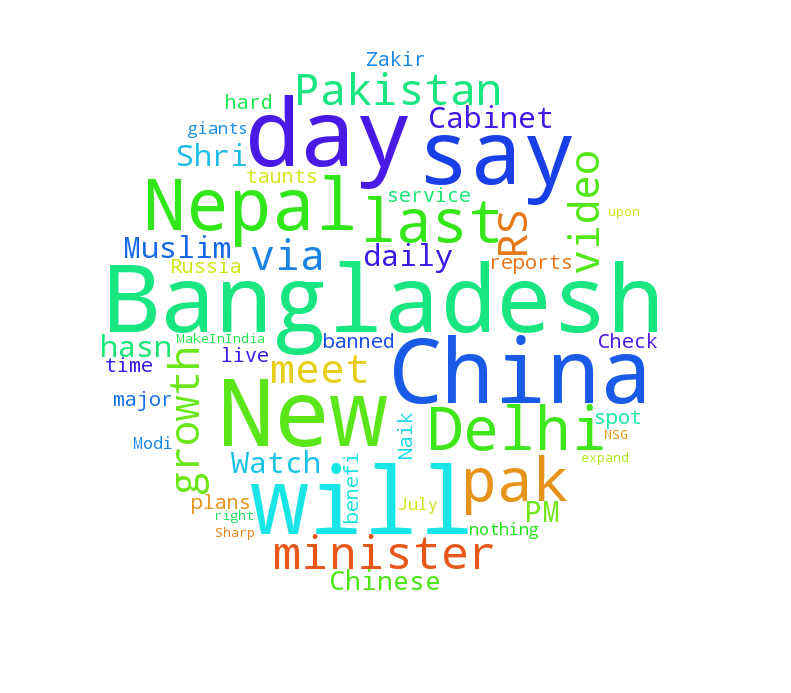 Zakir
Pakistan
hard
day
Cabinet
giants
say
Shri
video
taunts
Nepal
service
last
RS
upon
Muslim
via
daily
Russia
reports
Bangladesh
hasn
MakeInIndia
banned
Check
time
live
growth
meet
China
major
New
Delhi
spot
Modi
Naik
NSG
Watch
benefi
pak
expand
plans
will
July
PM
right
Sharp
nothing
minister
Chinese